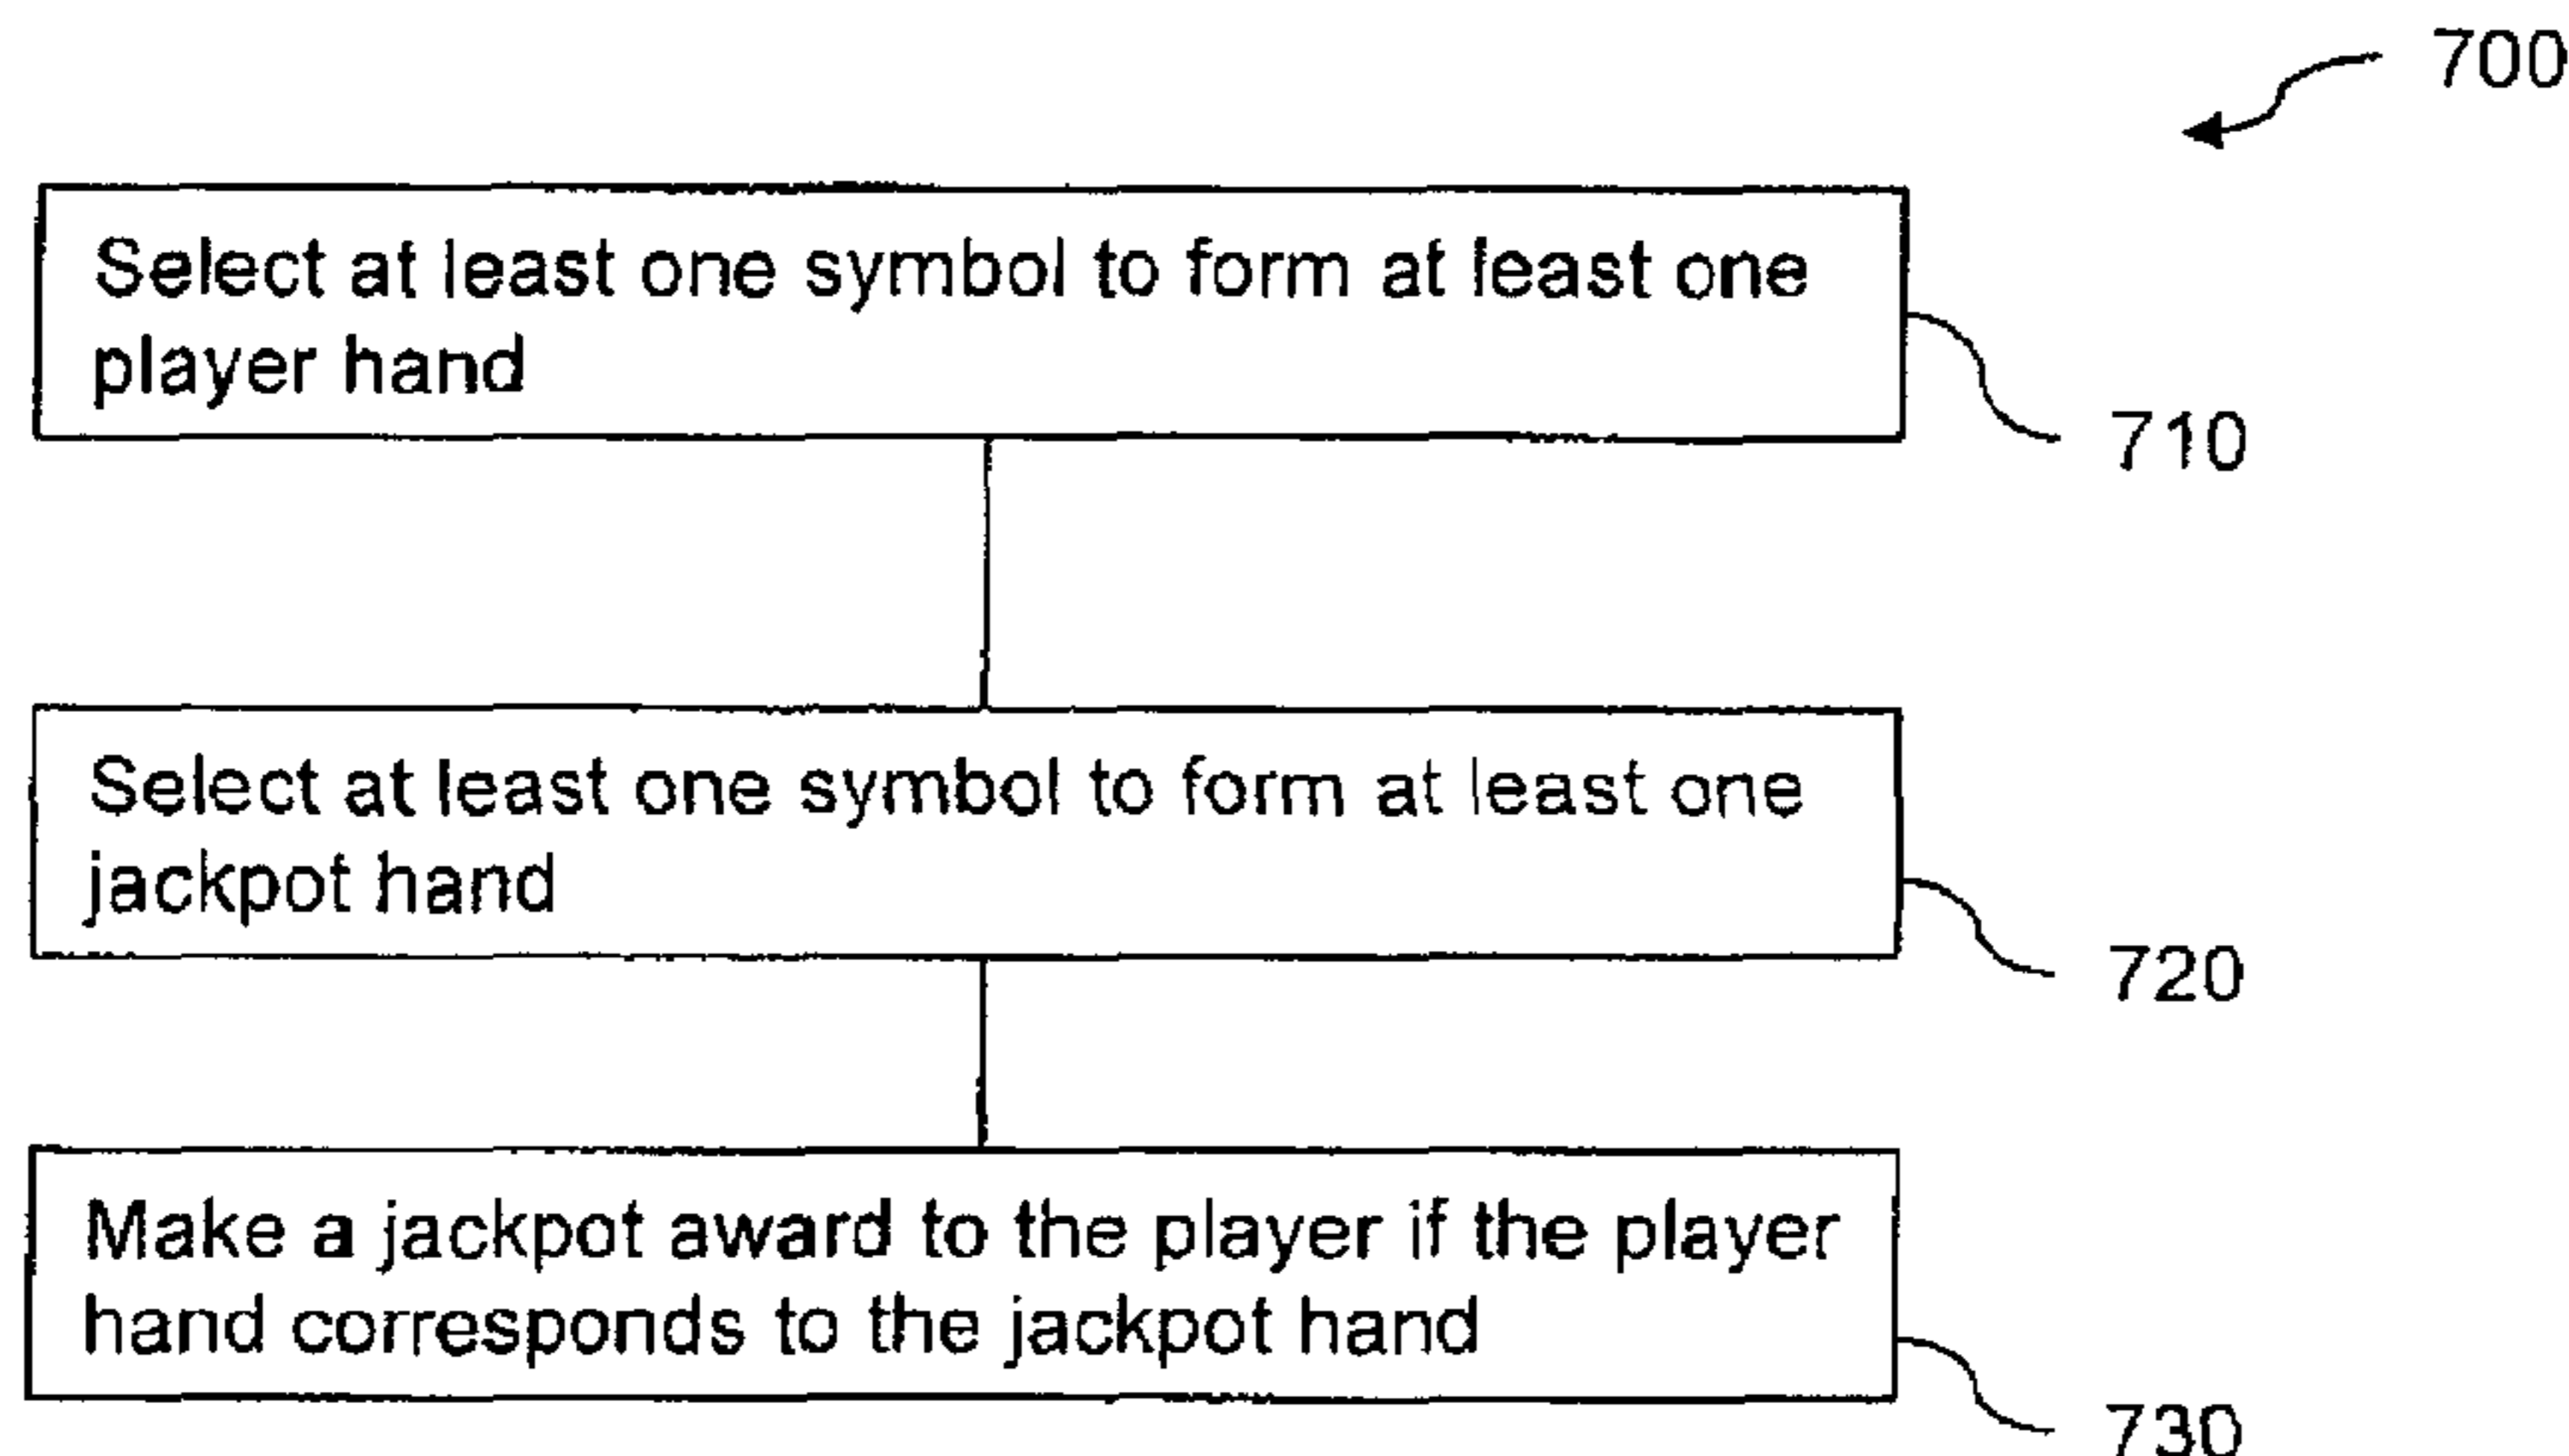 700
Select at least one symbol to form at least one
player hand
710
Select at least one symbol to form at least one
jackpot hand
720
Make a jackpot award to the player if the player
hand corresponds to the jackpot hand
730